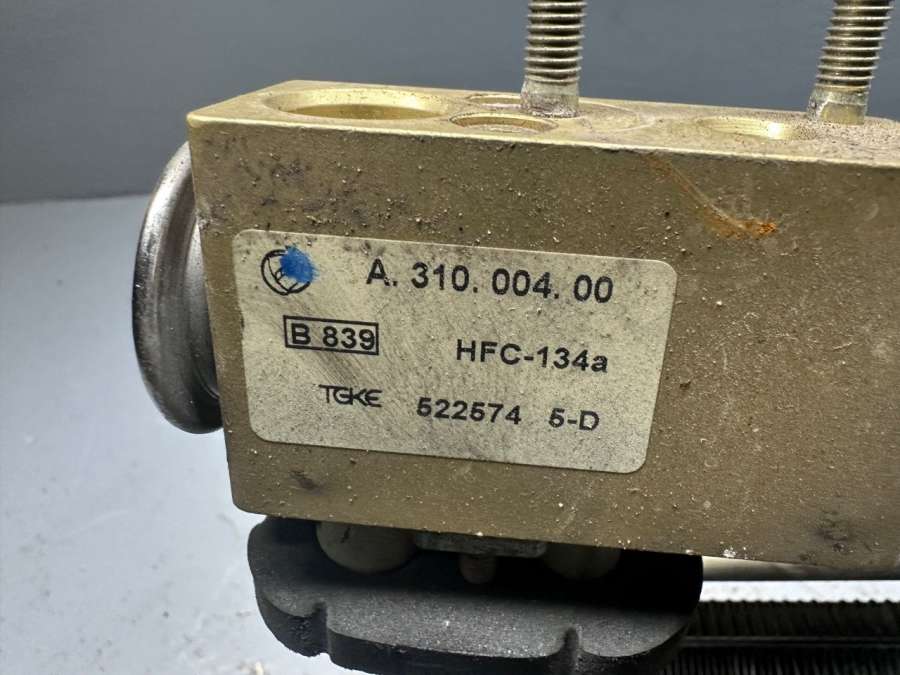 A. 310. 004. 00
B 839
HFC-134a
TGKE 522574 5-D